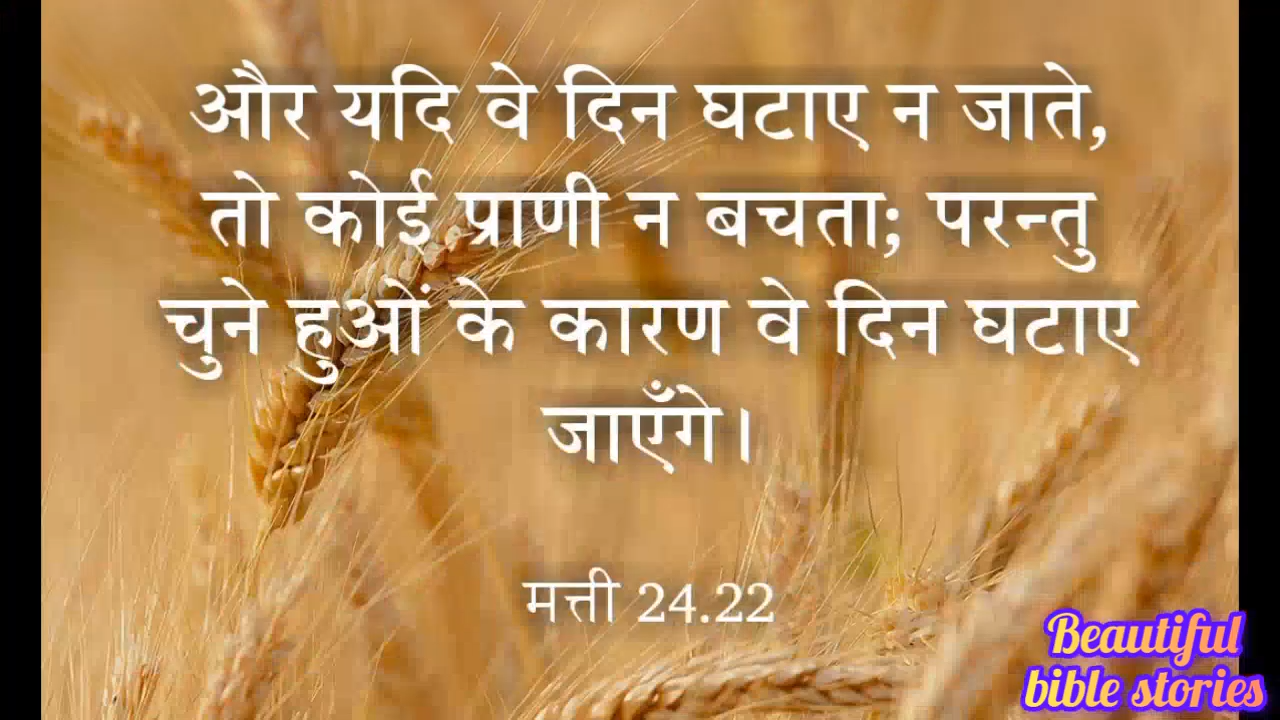 और यदि वे दिन घटाए न जाते,
तो कोई प्राणी न बचता; परन्तु
चुने हुओं के कारण वे दिन घटाए
जाएँगे।
मत्ती 24.22
Beautiful
bible stories